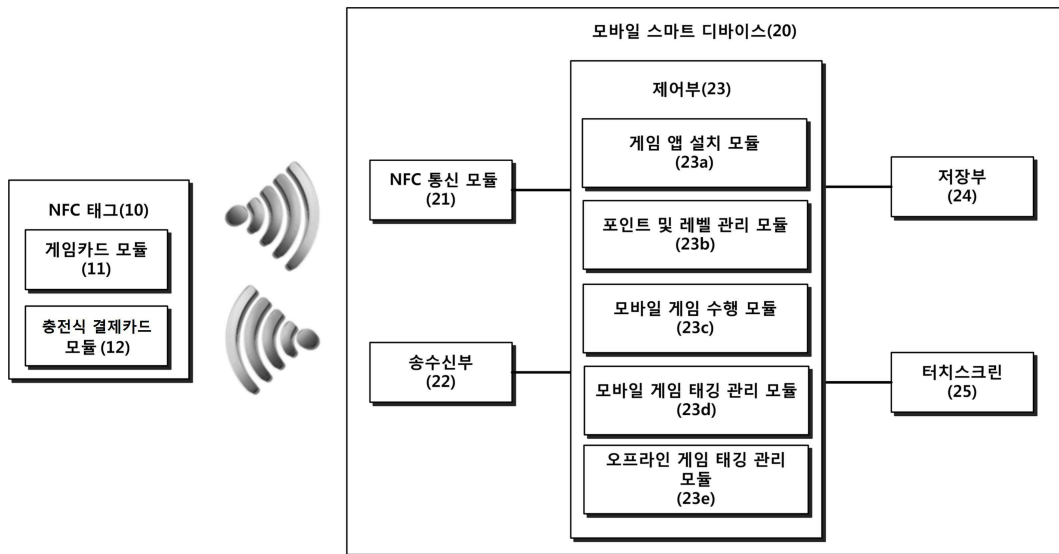 모바일 스마트 디바이스(20)
제어부(23)
게임 앱 설치 모듈
(23a)
NFC 통신 모듈
(21)
저장부
(24)
NFC 태그(10)
포인트 및 레벨 관리 모듈
(23b)
게임카드 모듈
(11)
모바일 게임 수행 모듈
(23c)
충전식 결제카드
모듈(12)
송수신부
(22)
터치스크린
(25)
모바일 게임 태깅 관리 모듈
(23d)
오프라인 게임 태깅 관리
모듈
(23e)